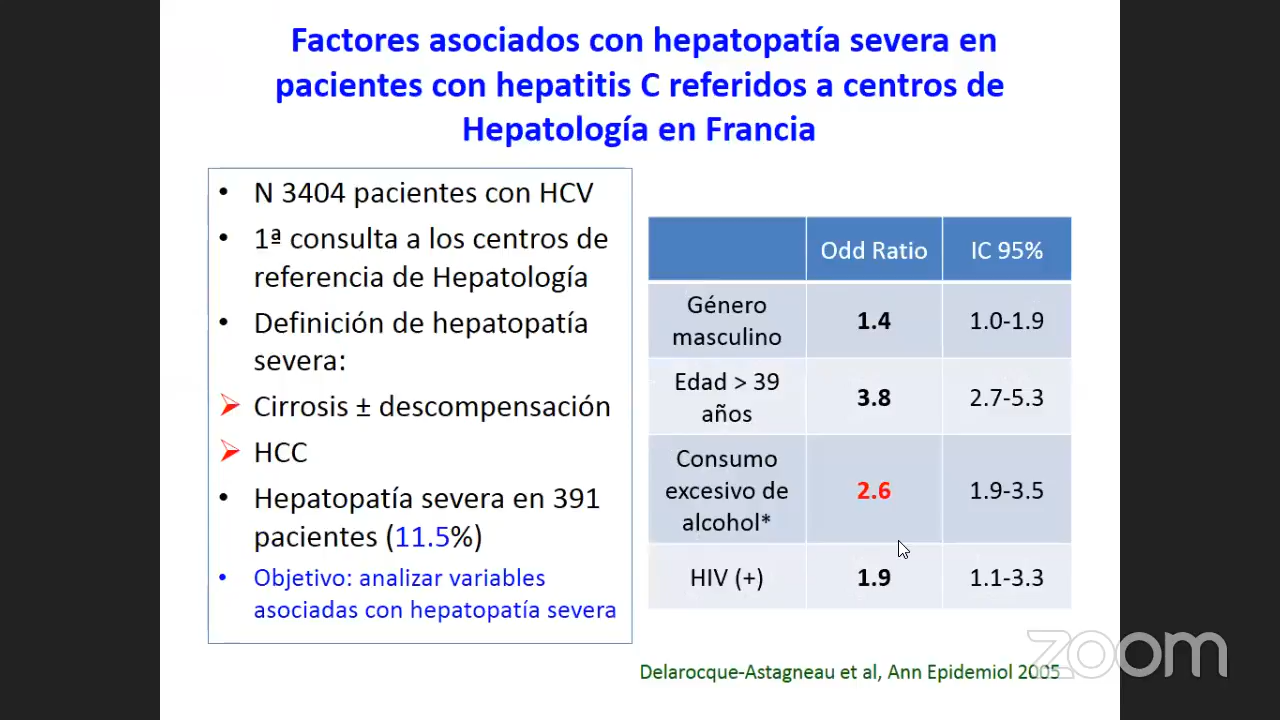 Factores asociados con hepatopatía severa en
pacientes con hepatitis C referidos a centros de
Hepatología en Francia
• N 3404 pacientes con HCV
• 1ª consulta a los centros de
referencia de Hepatología
• Definición de hepatopatía
severa:
Cirrosis ± descompensación
HCC
• Hepatopatía severa en 391
pacientes (11.5%)
• Objetivo: analizar variables
asociadas con hepatopatía severa
Odd Ratio IC 95%
Género
masculino
1.4 1.0-1.9
Edad > 39
años
3.8 2.7-5.3
Consumo
excesivo de
alcohol*
2.6 1.9-3.5
HIV (+) 1.9 1.1-3.3
Delarocque-Astagneau et al, Ann Epidemiol 2005
zoom